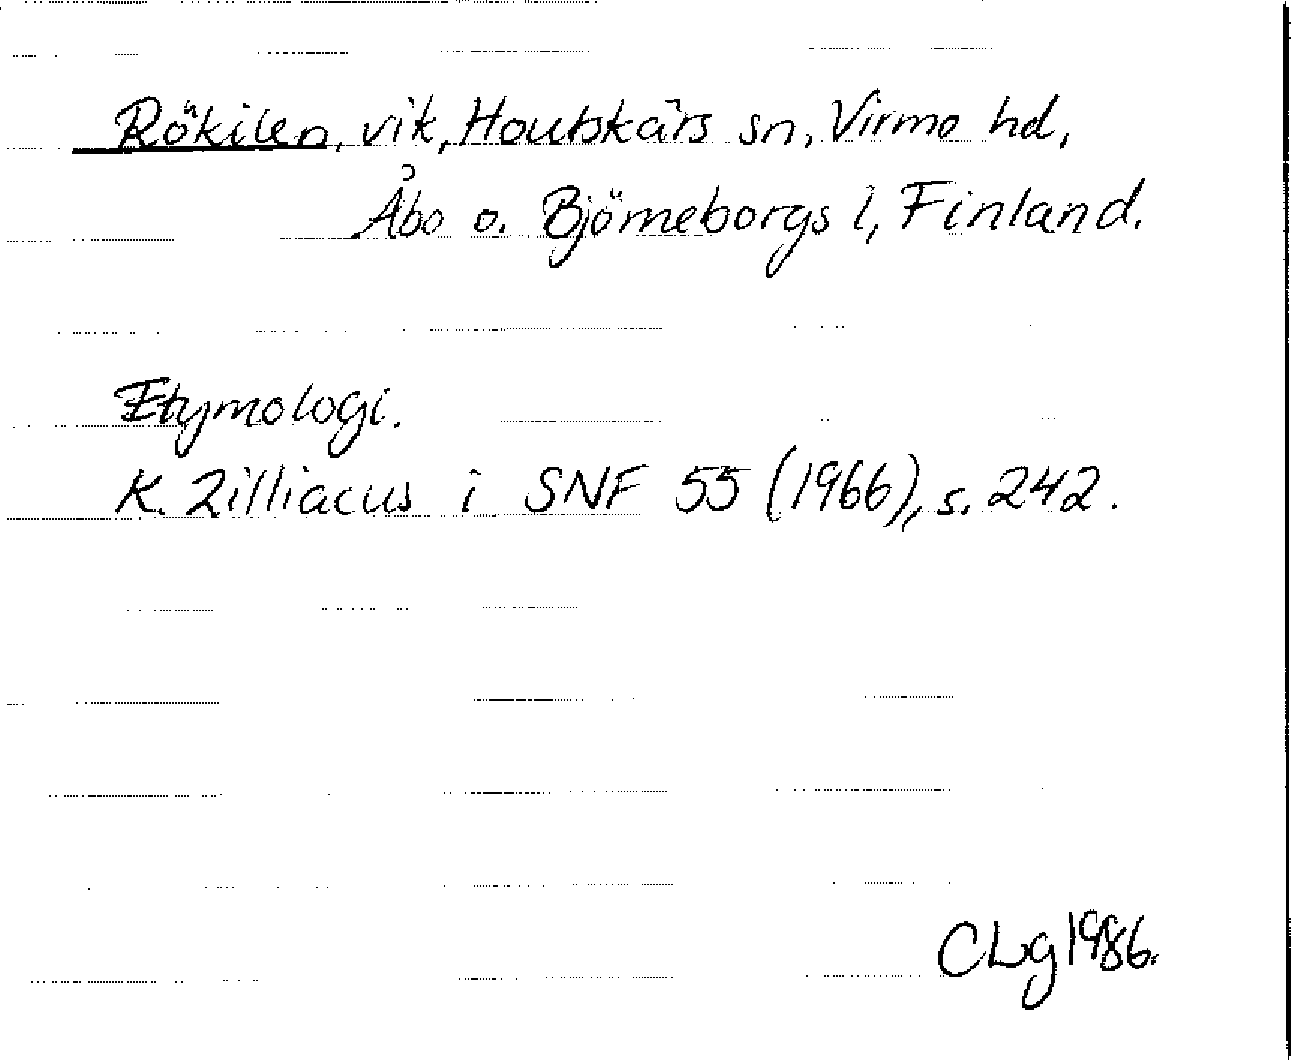 Rökilen, vik, Houtskärs sn, Virmo hd,
Åbo o. Björneborgs l, Finland.
Etymologi.
K. Zilliacus i SNF 55 (1966), s. 242.
CLg 1986.